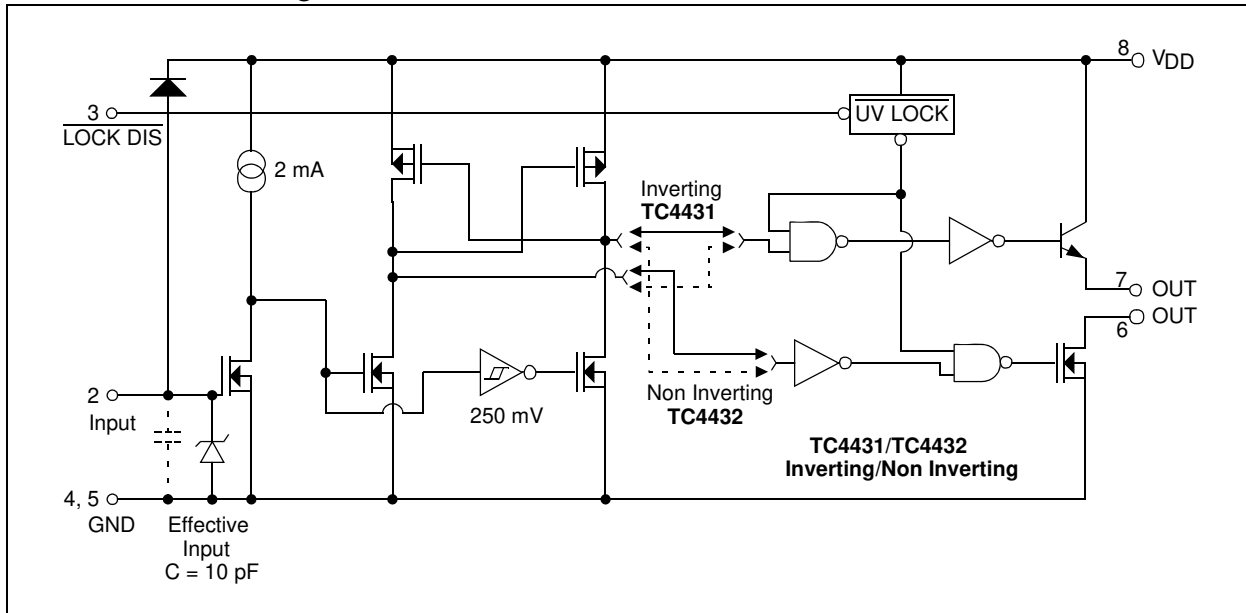 8
VDD
3
LOCK DIS
UV LOCK
2 mA
Inverting
TC4431
7
OUT
OUT
6
2
Input
250 mV
Non Inverting
TC4432
TC4431/TC4432
Inverting/Non Inverting
4, 5
GND
Effective
Input
C = 10 pF